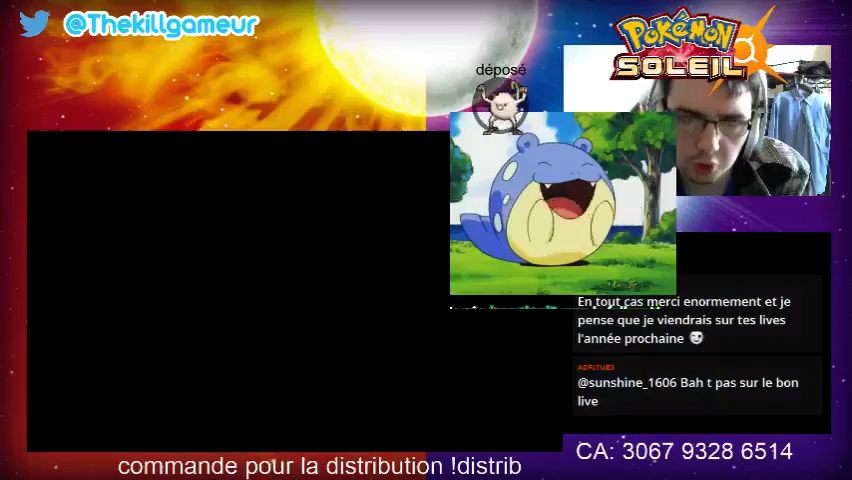 @Thekillgameur
POKéMON
SOLEIL
déposé
En tout cas merci enormement et je
pense que je viendrais sur tes lives
l'année prochaine
ADRITUB3
@sunshine_1606 Bah t pas sur le bon
live
CA: 3067 9328 6514
commande pour la distribution !distrib